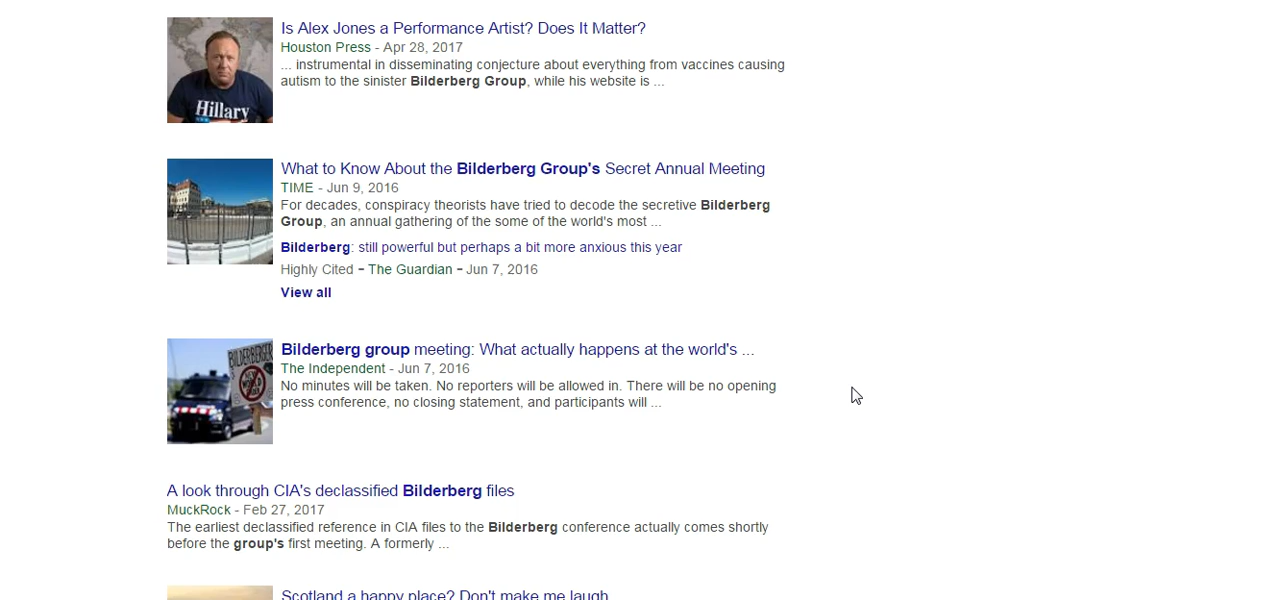 Is Alex Jones a Performance Artist? Does It Matter?
Houston Press - Apr 28, 2017
... instrumental in disseminating conjecture about everything from vaccines causing
autism to the sinister Bilderberg Group, while his website is ...
Hillary
What to Know About the Bilderberg Group's Secret Annual Meeting
TIME - Jun 9, 2016
For decades, conspiracy theorists have tried to decode the secretive Bilderberg
Group, an annual gathering of the some of the world's most ...
Bilderberg: still powerful but perhaps a bit more anxious this year
Highly Cited - The Guardian - Jun 7, 2016
View all
BILDERBERGER
Bilderberg group meeting: What actually happens at the world's ...
The Independent - Jun 7, 2016
No minutes will be taken. No reporters will be allowed in. There will be no opening
press conference, no closing statement, and participants will ...
A look through CIA's declassified Bilderberg files
MuckRock - Feb 27, 2017
The earliest declassified reference in CIA files to the Bilderberg conference actually comes shortly
before the group's first meeting. A formerly ...
Scotland a happy place? Don't make me laugh